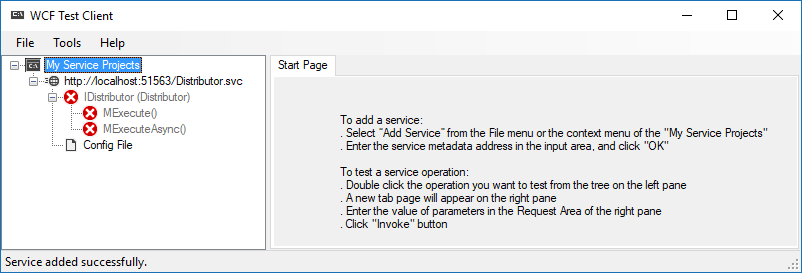 WCF Test Client
File Tools Help
My Service Projects
http://localhost:51563/Distributor.svc
IDistributor (Distributor)
MExecute()
MExecuteAsync()
Config File
Start Page
To add a service:
. Select "Add Service" from the File menu or the context menu of the "My Service Projects"
. Enter the service metadata address in the input area, and click "OK"
To test a service operation:
. Double click the operation you want to test from the tree on the left pane
. A new tab page will appear on the right pane
. Enter the value of parameters in the Request Area of the right pane
. Click "Invoke" button
Service added successfully.